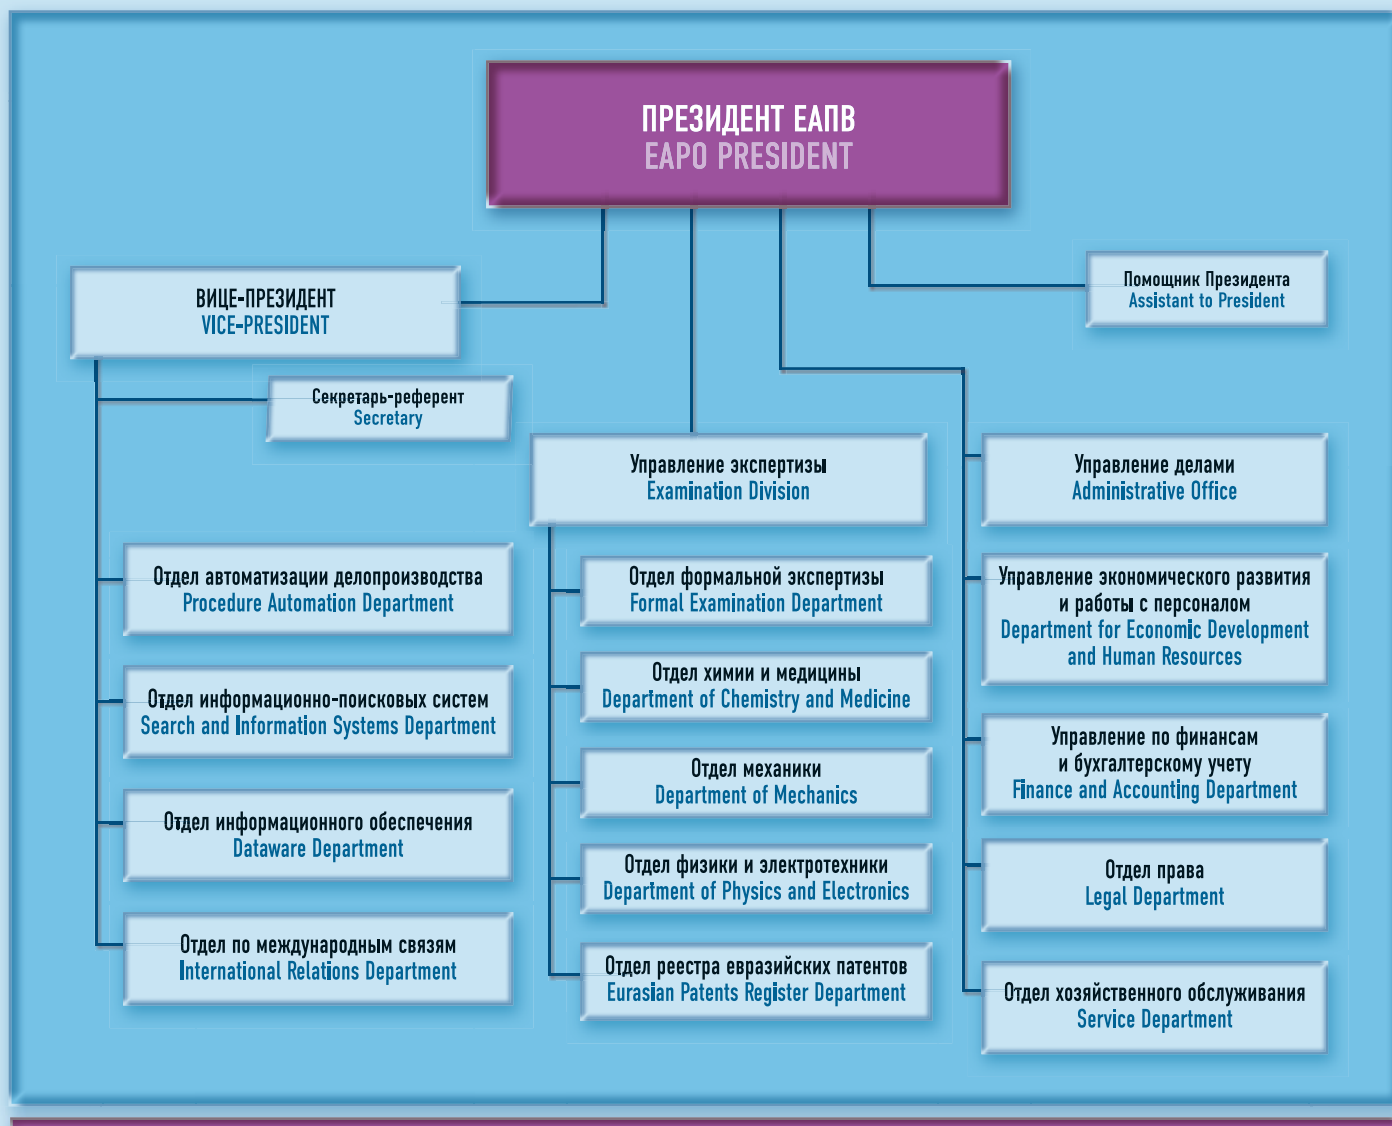 ПРЕЗИДЕНТ ЕАПВ
EAPO PRESIDENT
ВИЦЕ-ПРЕЗИДЕНТ
VICE-PRESIDENT
Помощник Президента
Assistant to President
Секретарь-референт
Secretary
Отдел автоматизации делопроизводства
Procedure Automation Department
Отдел информационно-поисковых систем
Search and Information Systems Department
Отдел информационного обеспечения
Dataware Department
Отдел по международным связям
International Relations Department
Управление экспертизы
Examination Division
Отдел формальной экспертизы
Formal Examination Department
Отдел химии и медицины
Department of Chemistry and Medicine
Отдел механики
Department of Mechanics
Отдел физики и электротехники
Department of Physics and Electronics
Отдел реестра евразийских патентов
Eurasian Patents Register Department
Управление делами
Administrative Office
Управление экономического развития
и работы с персоналом
Department for Economic Development
and Human Resources
Управление по финансам
и бухгалтерскому учету
Finance and Accounting Department
Отдел права
Legal Department
Отдел хозяйственного обслуживания
Service Department